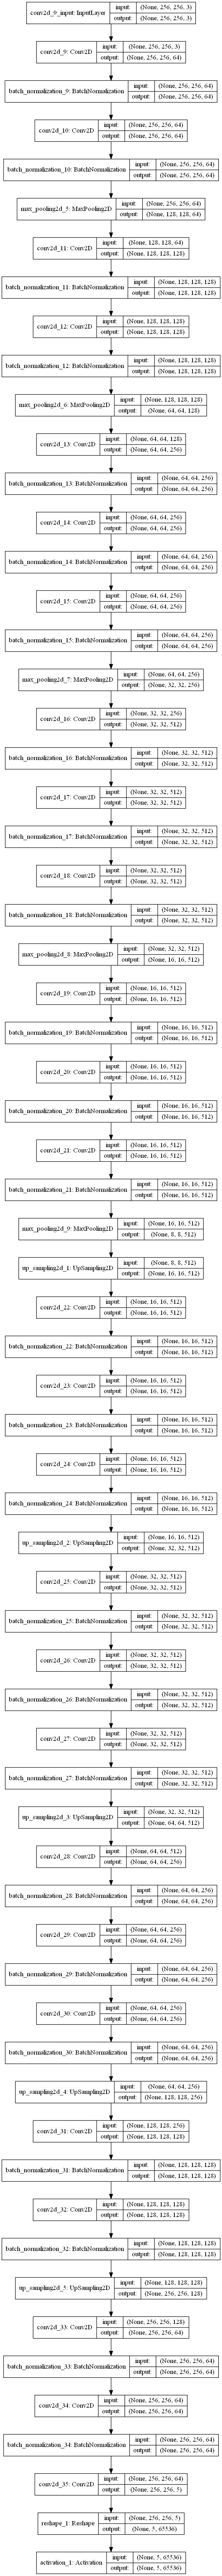 conv2d_9_input: InputLayer input: (None, 256, 256, 3)
output: (None, 256, 256, 3)
conv2d_9: Conv2D input: (None, 256, 256, 3)
output: (None, 256, 256, 64)
batch_normalization_9: BatchNormalization input: (None, 256, 256, 64)
output: (None, 256, 256, 64)
conv2d_10: Conv2D input: (None, 256, 256, 64)
output: (None, 256, 256, 64)
batch_normalization_10: BatchNormalization input: (None, 256, 256, 64)
output: (None, 256, 256, 64)
max_pooling2d_5: MaxPooling2D input: (None, 256, 256, 64)
output: (None, 128, 128, 64)
conv2d_11: Conv2D input: (None, 128, 128, 64)
output: (None, 128, 128, 128)
batch_normalization_11: BatchNormalization input: (None, 128, 128, 128)
output: (None, 128, 128, 128)
conv2d_12: Conv2D input: (None, 128, 128, 128)
output: (None, 128, 128, 128)
batch_normalization_12: BatchNormalization input: (None, 128, 128, 128)
output: (None, 128, 128, 128)
max_pooling2d_6: MaxPooling2D input: (None, 128, 128, 128)
output: (None, 64, 64, 128)
conv2d_13: Conv2D input: (None, 64, 64, 128)
output: (None, 64, 64, 256)
batch_normalization_13: BatchNormalization input: (None, 64, 64, 256)
output: (None, 64, 64, 256)
conv2d_14: Conv2D input: (None, 64, 64, 256)
output: (None, 64, 64, 256)
batch_normalization_14: BatchNormalization input: (None, 64, 64, 256)
output: (None, 64, 64, 256)
conv2d_15: Conv2D input: (None, 64, 64, 256)
output: (None, 64, 64, 256)
batch_normalization_15: BatchNormalization input: (None, 64, 64, 256)
output: (None, 64, 64, 256)
max_pooling2d_7: MaxPooling2D input: (None, 64, 64, 256)
output: (None, 32, 32, 256)
conv2d_16: Conv2D input: (None, 32, 32, 256)
output: (None, 32, 32, 512)
batch_normalization_16: BatchNormalization input: (None, 32, 32, 512)
output: (None, 32, 32, 512)
conv2d_17: Conv2D input: (None, 32, 32, 512)
output: (None, 32, 32, 512)
batch_normalization_17: BatchNormalization input: (None, 32, 32, 512)
output: (None, 32, 32, 512)
conv2d_18: Conv2D input: (None, 32, 32, 512)
output: (None, 32, 32, 512)
batch_normalization_18: BatchNormalization input: (None, 32, 32, 512)
output: (None, 32, 32, 512)
max_pooling2d_8: MaxPooling2D input: (None, 32, 32, 512)
output: (None, 16, 16, 512)
conv2d_19: Conv2D input: (None, 16, 16, 512)
output: (None, 16, 16, 512)
batch_normalization_19: BatchNormalization input: (None, 16, 16, 512)
output: (None, 16, 16, 512)
conv2d_20: Conv2D input: (None, 16, 16, 512)
output: (None, 16, 16, 512)
batch_normalization_20: BatchNormalization input: (None, 16, 16, 512)
output: (None, 16, 16, 512)
conv2d_21: Conv2D input: (None, 16, 16, 512)
output: (None, 16, 16, 512)
batch_normalization_21: BatchNormalization input: (None, 16, 16, 512)
output: (None, 16, 16, 512)
max_pooling2d_9: MaxPooling2D input: (None, 16, 16, 512)
output: (None, 8, 8, 512)
up_sampling2d_1: UpSampling2D input: (None, 8, 8, 512)
output: (None, 16, 16, 512)
conv2d_22: Conv2D input: (None, 16, 16, 512)
output: (None, 16, 16, 512)
batch_normalization_22: BatchNormalization input: (None, 16, 16, 512)
output: (None, 16, 16, 512)
conv2d_23: Conv2D input: (None, 16, 16, 512)
output: (None, 16, 16, 512)
batch_normalization_23: BatchNormalization input: (None, 16, 16, 512)
output: (None, 16, 16, 512)
conv2d_24: Conv2D input: (None, 16, 16, 512)
output: (None, 16, 16, 512)
batch_normalization_24: BatchNormalization input: (None, 16, 16, 512)
output: (None, 16, 16, 512)
up_sampling2d_2: UpSampling2D input: (None, 16, 16, 512)
output: (None, 32, 32, 512)
conv2d_25: Conv2D input: (None, 32, 32, 512)
output: (None, 32, 32, 512)
batch_normalization_25: BatchNormalization input: (None, 32, 32, 512)
output: (None, 32, 32, 512)
conv2d_26: Conv2D input: (None, 32, 32, 512)
output: (None, 32, 32, 512)
batch_normalization_26: BatchNormalization input: (None, 32, 32, 512)
output: (None, 32, 32, 512)
conv2d_27: Conv2D input: (None, 32, 32, 512)
output: (None, 32, 32, 512)
batch_normalization_27: BatchNormalization input: (None, 32, 32, 512)
output: (None, 32, 32, 512)
up_sampling2d_3: UpSampling2D input: (None, 32, 32, 512)
output: (None, 64, 64, 512)
conv2d_28: Conv2D input: (None, 64, 64, 512)
output: (None, 64, 64, 256)
batch_normalization_28: BatchNormalization input: (None, 64, 64, 256)
output: (None, 64, 64, 256)
conv2d_29: Conv2D input: (None, 64, 64, 256)
output: (None, 64, 64, 256)
batch_normalization_29: BatchNormalization input: (None, 64, 64, 256)
output: (None, 64, 64, 256)
conv2d_30: Conv2D input: (None, 64, 64, 256)
output: (None, 64, 64, 256)
batch_normalization_30: BatchNormalization input: (None, 64, 64, 256)
output: (None, 64, 64, 256)
up_sampling2d_4: UpSampling2D input: (None, 64, 64, 256)
output: (None, 128, 128, 256)
conv2d_31: Conv2D input: (None, 128, 128, 256)
output: (None, 128, 128, 128)
batch_normalization_31: BatchNormalization input: (None, 128, 128, 128)
output: (None, 128, 128, 128)
conv2d_32: Conv2D input: (None, 128, 128, 128)
output: (None, 128, 128, 128)
batch_normalization_32: BatchNormalization input: (None, 128, 128, 128)
output: (None, 128, 128, 128)
up_sampling2d_5: UpSampling2D input: (None, 128, 128, 128)
output: (None, 256, 256, 128)
conv2d_33: Conv2D input: (None, 256, 256, 128)
output: (None, 256, 256, 64)
batch_normalization_33: BatchNormalization input: (None, 256, 256, 64)
output: (None, 256, 256, 64)
conv2d_34: Conv2D input: (None, 256, 256, 64)
output: (None, 256, 256, 64)
batch_normalization_34: BatchNormalization input: (None, 256, 256, 64)
output: (None, 256, 256, 64)
conv2d_35: Conv2D input: (None, 256, 256, 64)
output: (None, 256, 256, 5)
reshape_1: Reshape input: (None, 256, 256, 5)
output: (None, 5, 65536)
activation_1: Activation input: (None, 5, 65536)
output: (None, 5, 65536)